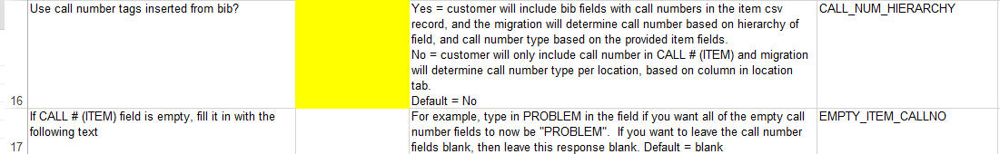 Use call number tags inserted from bib?
Yes = customer will include bib fields with call numbers in the item csv
record, and the migration will determine call number based on hierarchy of
field, and call number type based on the provided item fields.
No = customer will only include call number in CALL # (ITEM) and migration
will determine call number type per location, based on column in location
tab.
Default = No
CALL_NUM_HIERARCHY
16
If CALL # (ITEM) field is empty, fill it in with the
following text
For example, type in PROBLEM in the field if you want all of the empty call
number fields to now be "PROBLEM".  If you want to leave the call number
fields blank, then leave this response blank. Default = blank
EMPTY_ITEM_CALLNO
17